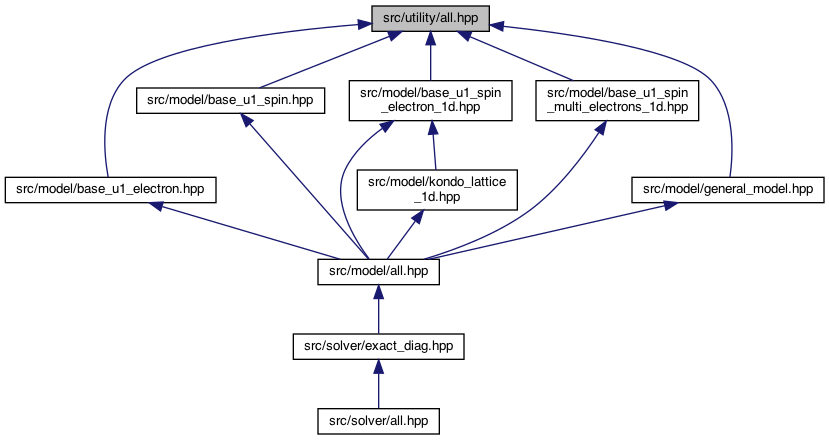 src/utility/all.hpp
src/model/base_u1_spin.hpp
src/model/base_u1_spin
_electron_1d.hpp
src/model/base_u1_spin
_multi_electrons_1d.hpp
src/model/base_u1_electron.hpp
src/model/kondo_lattice
_1d.hpp
src/model/general_model.hpp
src/model/all.hpp
src/solver/exact_diag.hpp
src/solver/all.hpp